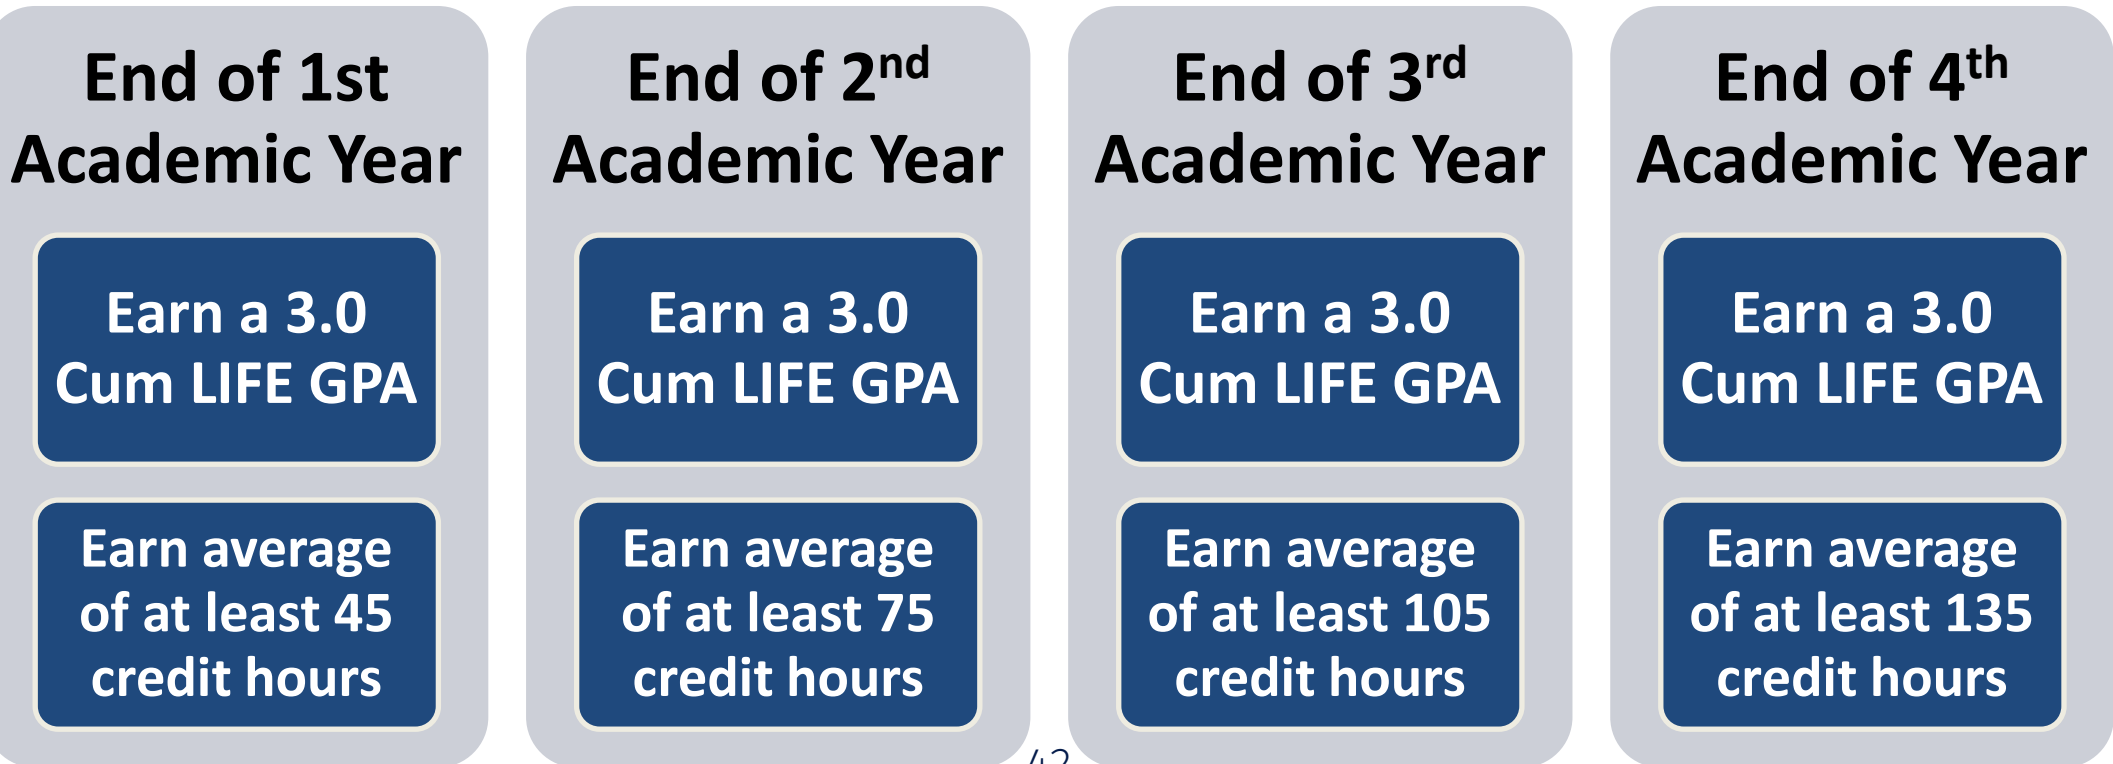 End of 1st
Academic Year
Earn a 3.0
Cum LIFE GPA
Earn average
of at least 45
credit hours
End of 2nd
Academic Year
Earn a 3.0
Cum LIFE GPA
Earn average
of at least 75
credit hours
End of 3rd
Academic Year
Earn a 3.0
Cum LIFE GPA
Earn average
of at least 105
credit hours
End of 4th
Academic Year
Earn a 3.0
Cum LIFE GPA
Earn average
of at least 135
credit hours
42